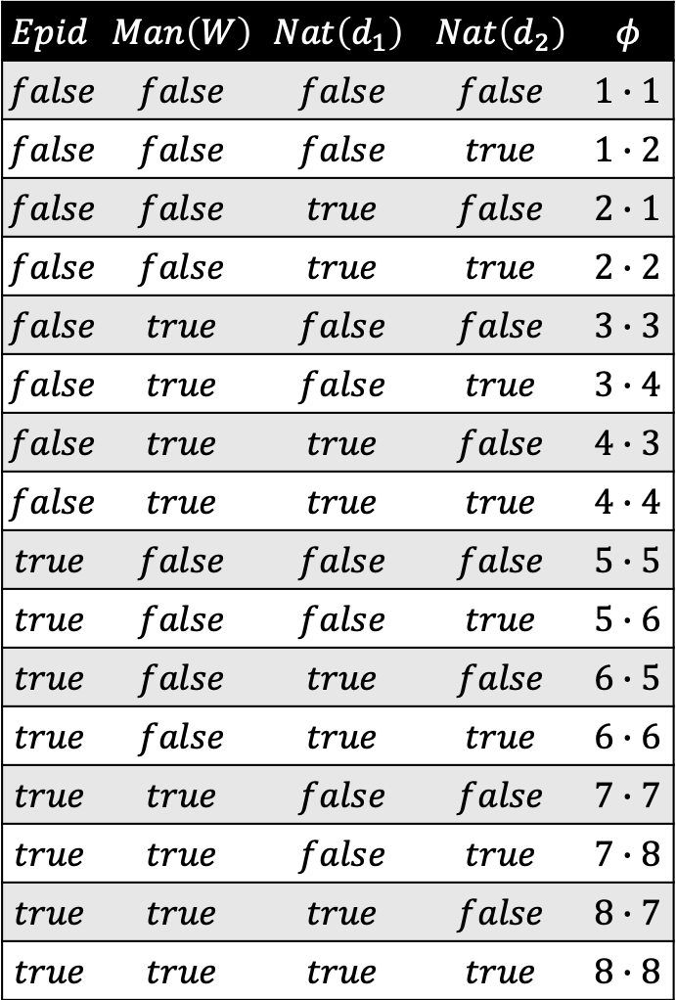 Epid Man(W) Nat(d₁) Nat(d₂) ϕ
false false false false 1 · 1
false false false true 1 · 2
false false true false 2 · 1
false false true true 2 · 2
false true false false 3 · 3
false true false true 3 · 4
false true true false 4 · 3
false true true true 4 · 4
true false false false 5 · 5
true false false true 5 · 6
true false true false 6 · 5
true false true true 6 · 6
true true false false 7 · 7
true true false true 7 · 8
true true true false 8 · 7
true true true true 8 · 8